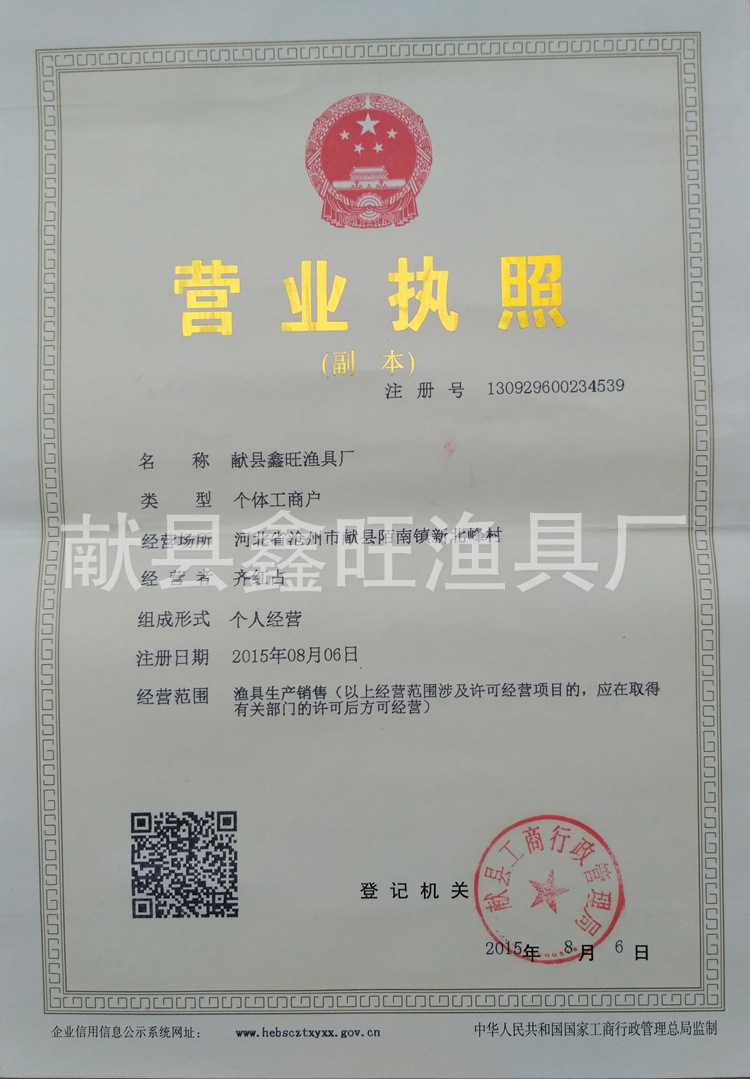 营业执照
(副 本)
注 册 号 130929600234539
名 称 献县鑫旺渔具厂
类 型 个体工商户
献县鑫旺渔具厂
经营场所 河北省沧州市献县陌南镇新北峰村
经 营 者 齐红占
组成形式 个人经营
注册日期 2015年08月06日
经营范围 渔具生产销售（以上经营范围涉及许可经营项目的，应在取得
有关部门的许可后方可经营）
献县工商行政管理局
登 记 机 关
2015年 8月 6日
企业信用信息公示系统网址： www.hebscztxyxx.gov.cn 中华人民共和国国家工商行政管理总局监制